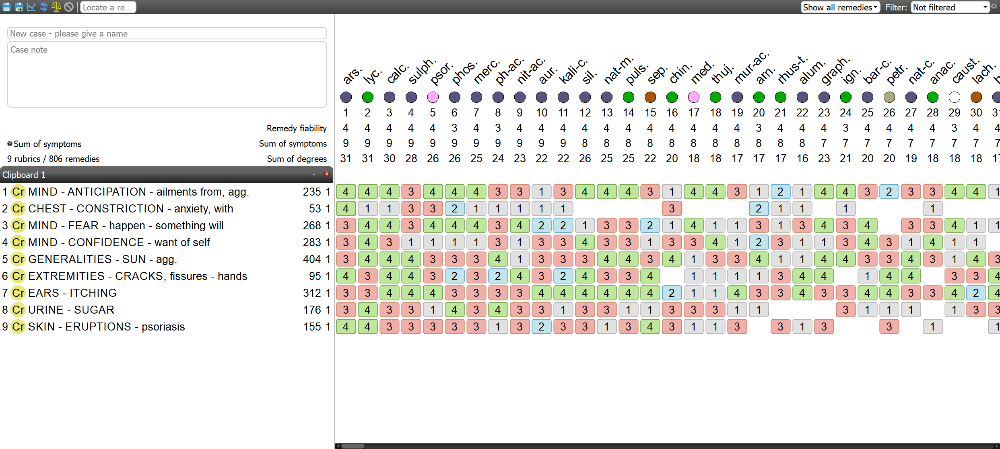 Locate a re...
Show all remedies Filter: Not filtered
New case - please give a name
Case note
ars. lyc. calc. sulph. psor. phos. merc. ph-ac. nit-ac. aur. kali-c. sil. nat-m. puls. sep. chin. med. thuj. mur-ac. arn. rhus-t. alum. graph. ign. bar-c. petr. nat-c. anac. caust. lach.
1 2 3 4 5 6 7 8 9 10 11 12 13 14 15 16 17 18 19 20 21 22 23 24 25 26 27 28 29 30 31
Remedy fiability 4 4 4 4 4 3 4 3 4 4 4 4 4 4 4 4 4 4 4 3 4 4 4 3 4 4 4 4 3 4 4
Sum of symptoms Sum of symptoms 9 9 9 9 9 9 9 9 9 9 9 8 8 8 8 8 8 8 8 8 8 8 7 7 7 7 7 7 7 7 7
9 rubrics / 806 remedies Sum of degrees 31 31 30 28 26 26 25 24 23 22 22 26 25 25 22 20 18 18 17 17 17 16 23 21 20 20 19 18 18 18 17
Clipboard 1
1 Cr MIND - ANTICIPATION - ailments from, agg. 235 1 4 4 4 3 4 4 4 3 3 1 3 4 4 4 3 1 4 4 3 1 2 1 4 4 3 2 3 3 4 4 1
2 Cr CHEST - CONSTRICTION - anxiety, with 53 1 4 1 1 3 3 2 1 1 1 1 1 3 2 1 1 1 1
3 Cr MIND - FEAR - happen - something will 268 1 3 4 4 3 4 4 4 3 4 2 2 1 3 3 2 1 4 1 1 3 1 3 4 3 4 3 3 4 1 1
4 Cr MIND - CONFIDENCE - want of self 283 1 3 4 3 1 1 1 1 3 1 3 3 4 3 3 1 3 3 4 1 2 3 1 1 3 4 3 1 4 1 1
5 Cr GENERALITIES - SUN - agg. 404 1 3 4 4 4 3 3 3 4 1 3 3 3 4 4 3 4 1 3 3 4 1 1 4 4 3 3 4 3 1 4 3
6 Cr EXTREMITIES - CRACKS, fissures - hands 95 1 4 3 4 4 3 2 3 2 4 3 2 4 3 3 4 1 1 1 1 3 4 4 1 4 4 3 3 4
7 Cr EARS - ITCHING 312 1 3 3 4 4 4 3 3 3 3 4 4 4 4 4 4 2 1 1 4 3 3 4 3 3 4 4 3 3 4 2 4
8 Cr URINE - SUGAR 176 1 3 4 3 3 1 4 3 4 3 3 1 3 3 1 1 3 3 3 1 1 3 1 1 1 1 3 3
9 Cr SKIN - ERUPTIONS - psoriasis 155 1 4 4 3 3 3 3 3 1 3 2 3 3 1 3 4 3 1 1 3 3 1 3 3 1 1